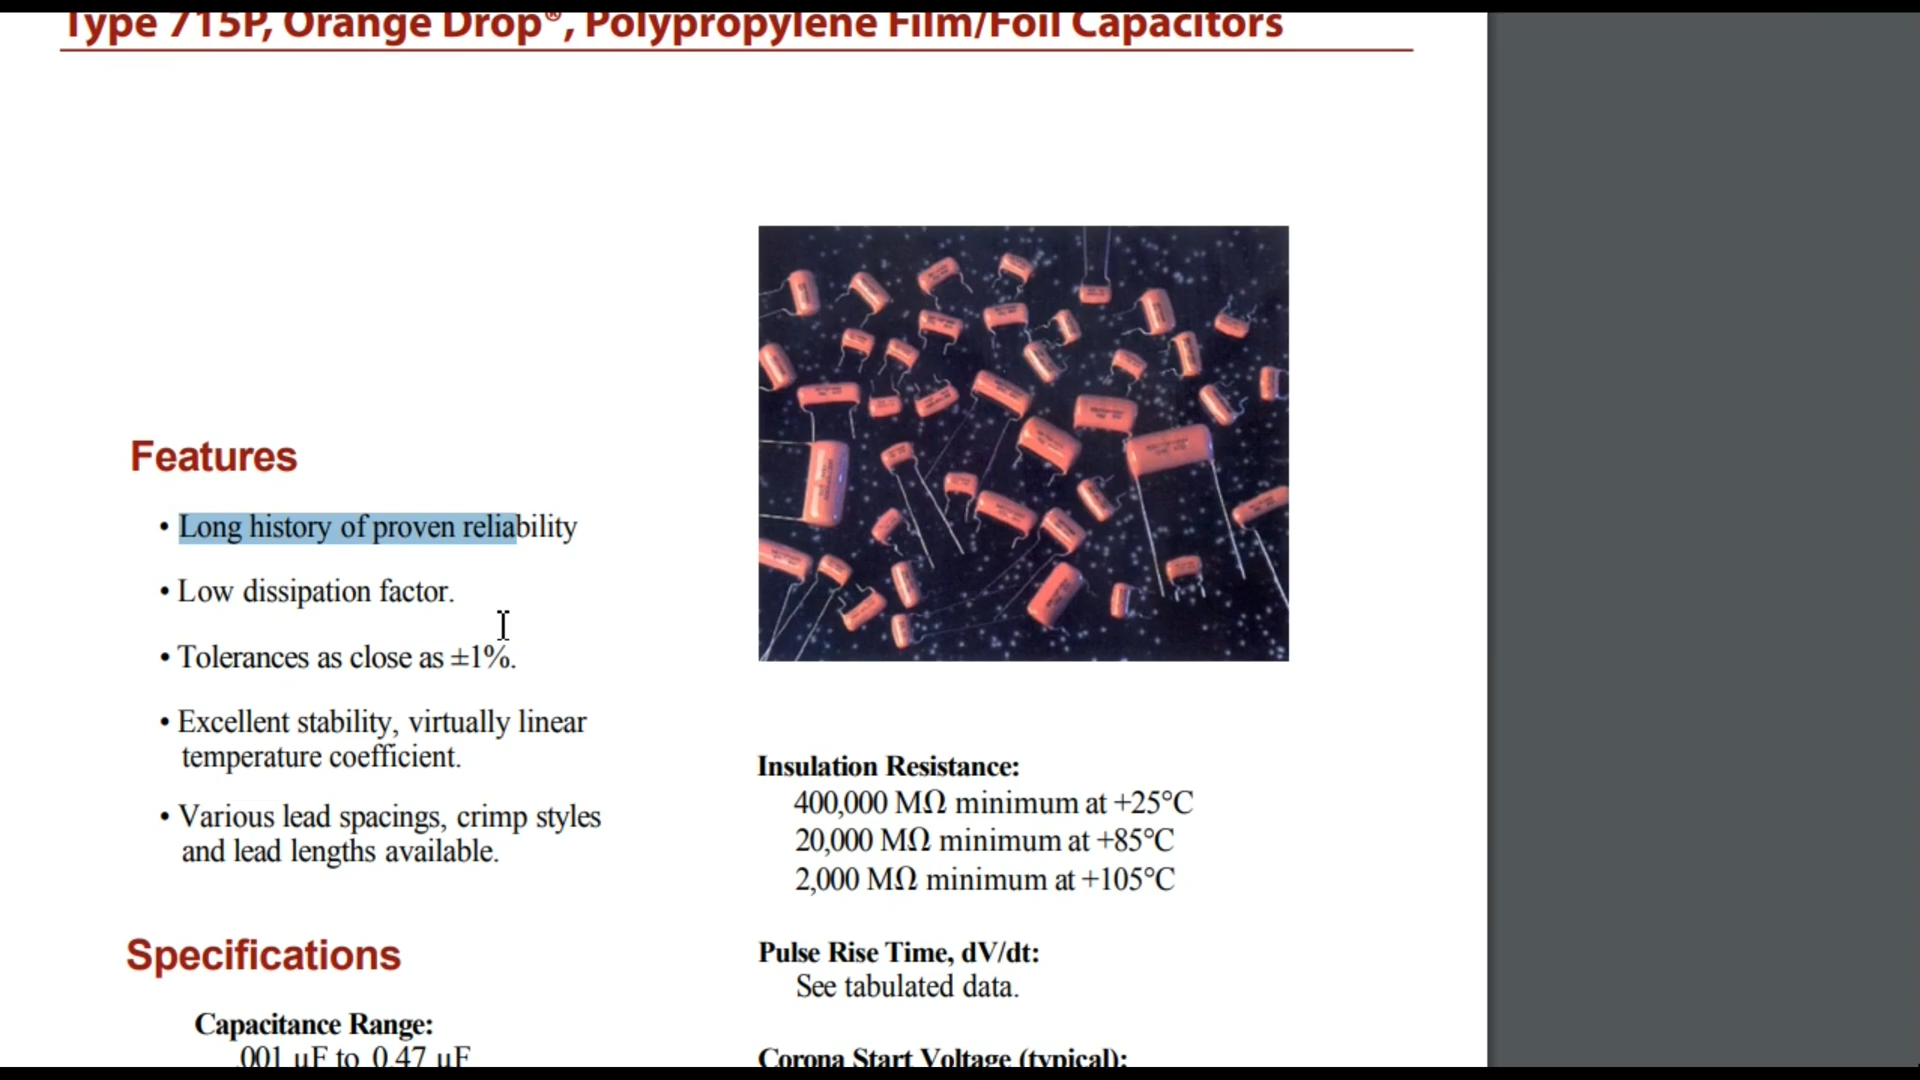 Type 715P, Orange Drop®, Polypropylene Film/Foil Capacitors
Features
• Long history of proven reliability
• Low dissipation factor.
• Tolerances as close as ±1%.
• Excellent stability, virtually linear
temperature coefficient.
• Various lead spacings, crimp styles
and lead lengths available.
Specifications
Capacitance Range:
.001 µF to 0.47 µF
Insulation Resistance:
400,000 MΩ minimum at +25°C
20,000 MΩ minimum at +85°C
2,000 MΩ minimum at +105°C
Pulse Rise Time, dV/dt:
See tabulated data.
Corona Start Voltage (typical):